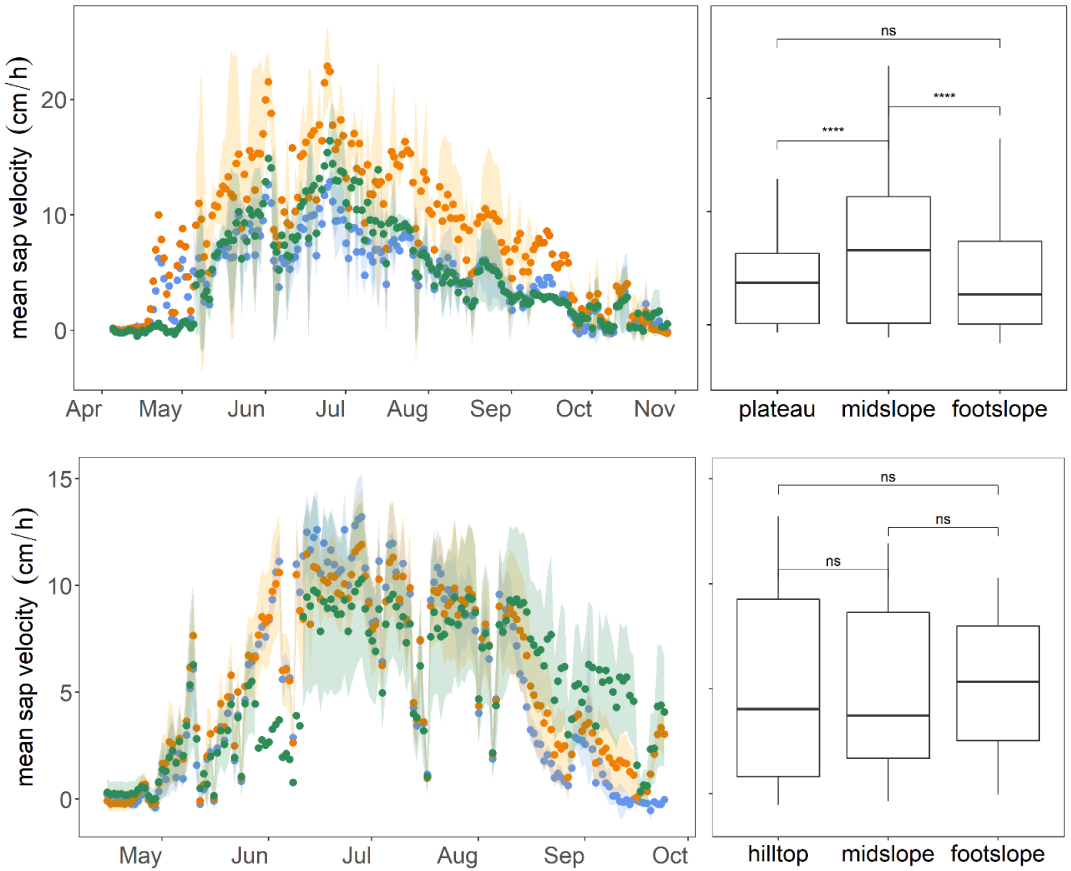 mean sap velocity (cm/h)
20
10
0
Apr May Jun Jul Aug Sep Oct Nov
ns
****
****
plateau midslope footslope
mean sap velocity (cm/h)
15
10
5
0
May Jun Jul Aug Sep Oct
ns
ns
ns
hilltop midslope footslope